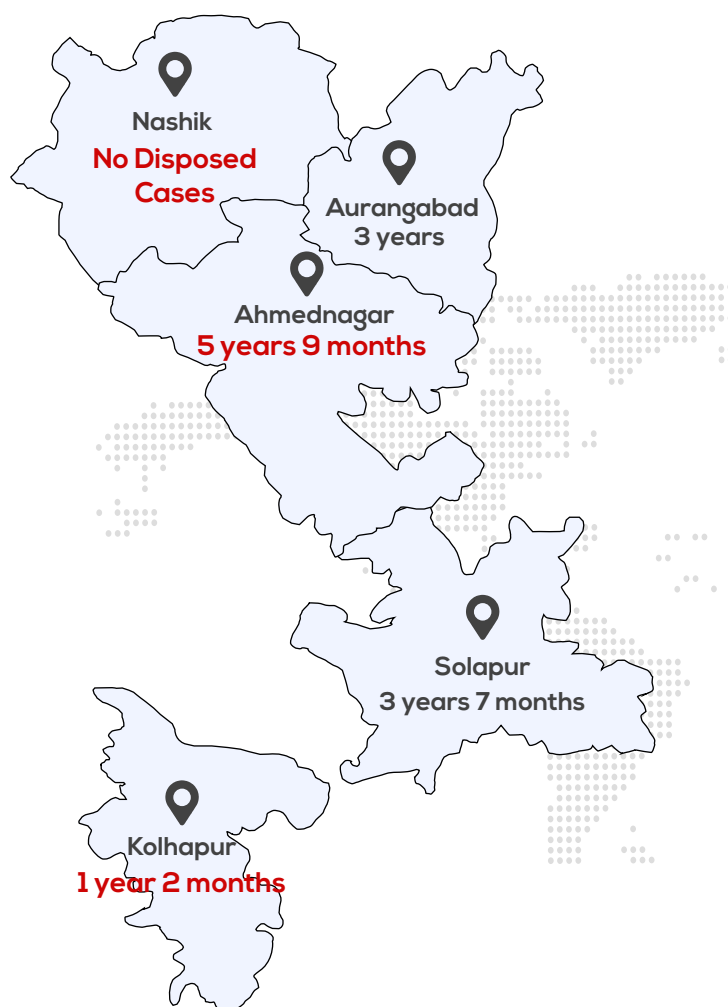 Nashik
No Disposed
Cases
Aurangabad
3 years
Ahmednagar
5 years 9 months
Solapur
3 years 7 months
Kolhapur
1 year 2 months